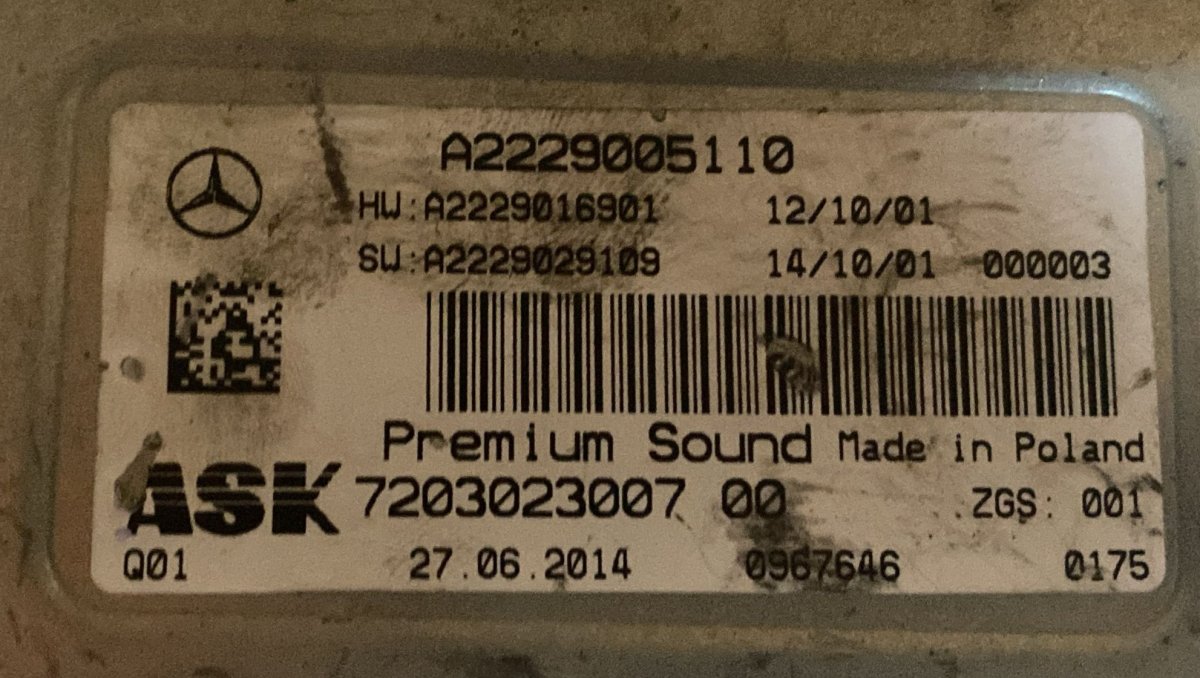 A2229005110
HW:A2229016901 12/10/01
SW:A2229029109 14/10/01 000003
Premium Sound Made in Poland
ASK 7203023007 00 ZGS: 001
Q01 27.06.2014 0967646 0175